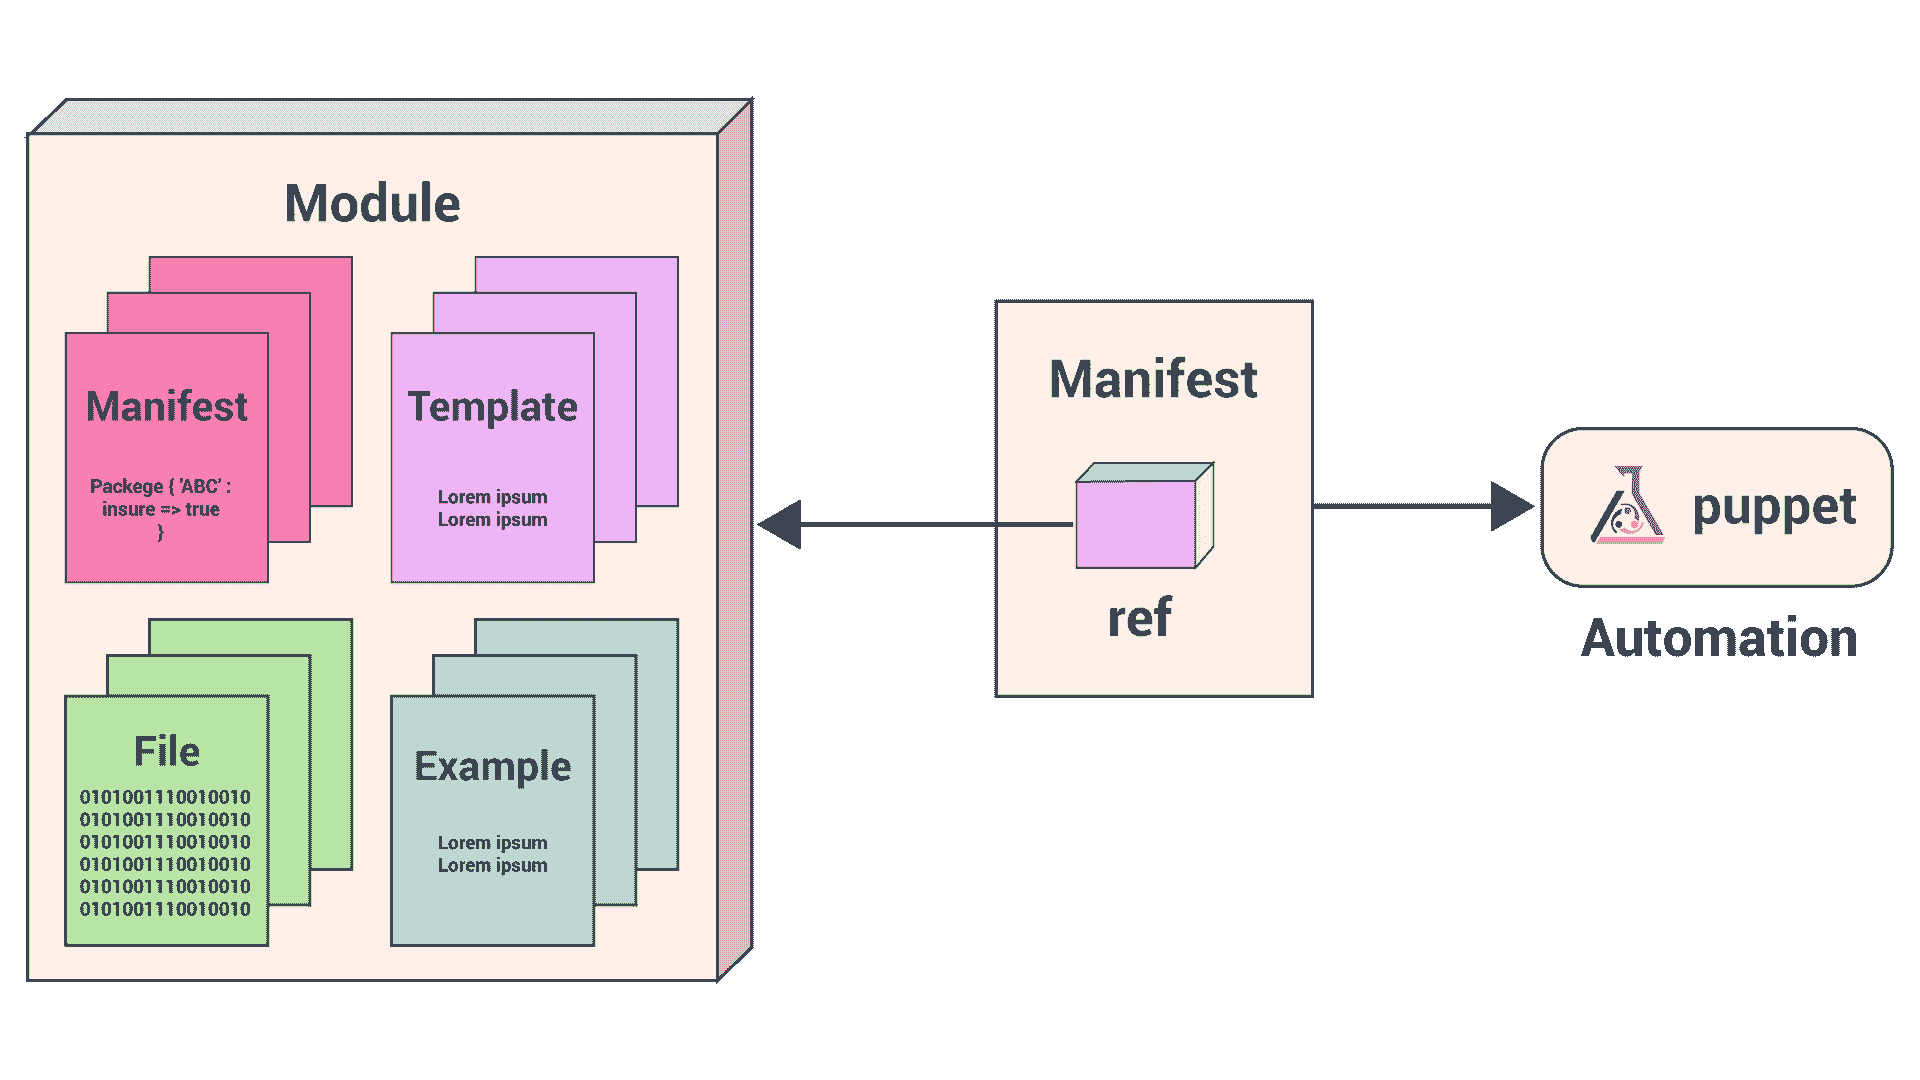 Module
Manifest
Packege { 'ABC' :
insure => true
}
Template
Lorem ipsum
Lorem ipsum
File
0101001110010010
0101001110010010
0101001110010010
0101001110010010
0101001110010010
0101001110010010
Example
Lorem ipsum
Lorem ipsum
Manifest
ref
puppet
Automation